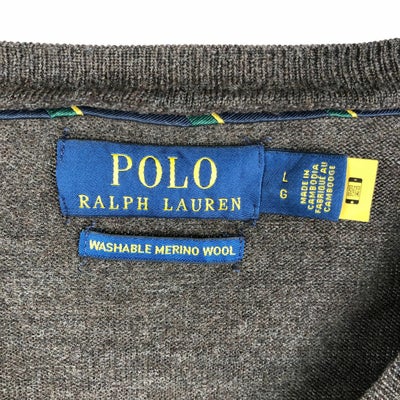 POLO
RALPH LAUREN
L
G
MADE IN
CAMBODIA
FABRIQUÉ AU
CAMBODGE
WASHABLE MERINO WOOL